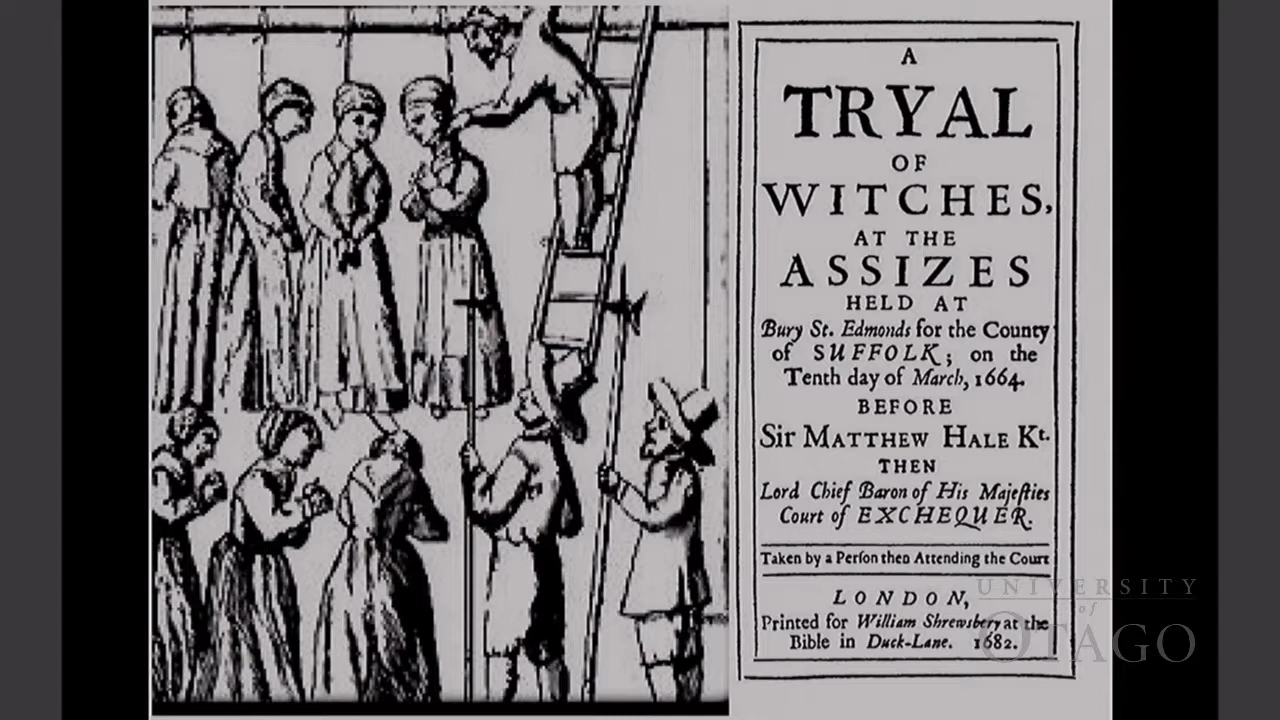 A
TRYAL
OF
WITCHES,
AT THE
ASSIZES
HELD AT
Bury St. Edmonds for the County
of SUFFOLK; on the
Tenth day of March, 1664.
BEFORE
Sir MATTHEW HALE Kt.
THEN
Lord Chief Baron of His Majeſties
Court of EXCHEQUER.
Taken by a Perſon then Attending the Court
LONDON,
Printed for William Shrewsbery at the
Bible in Duck-Lane. 1682.
UNIVERSITY
of
OTAGO